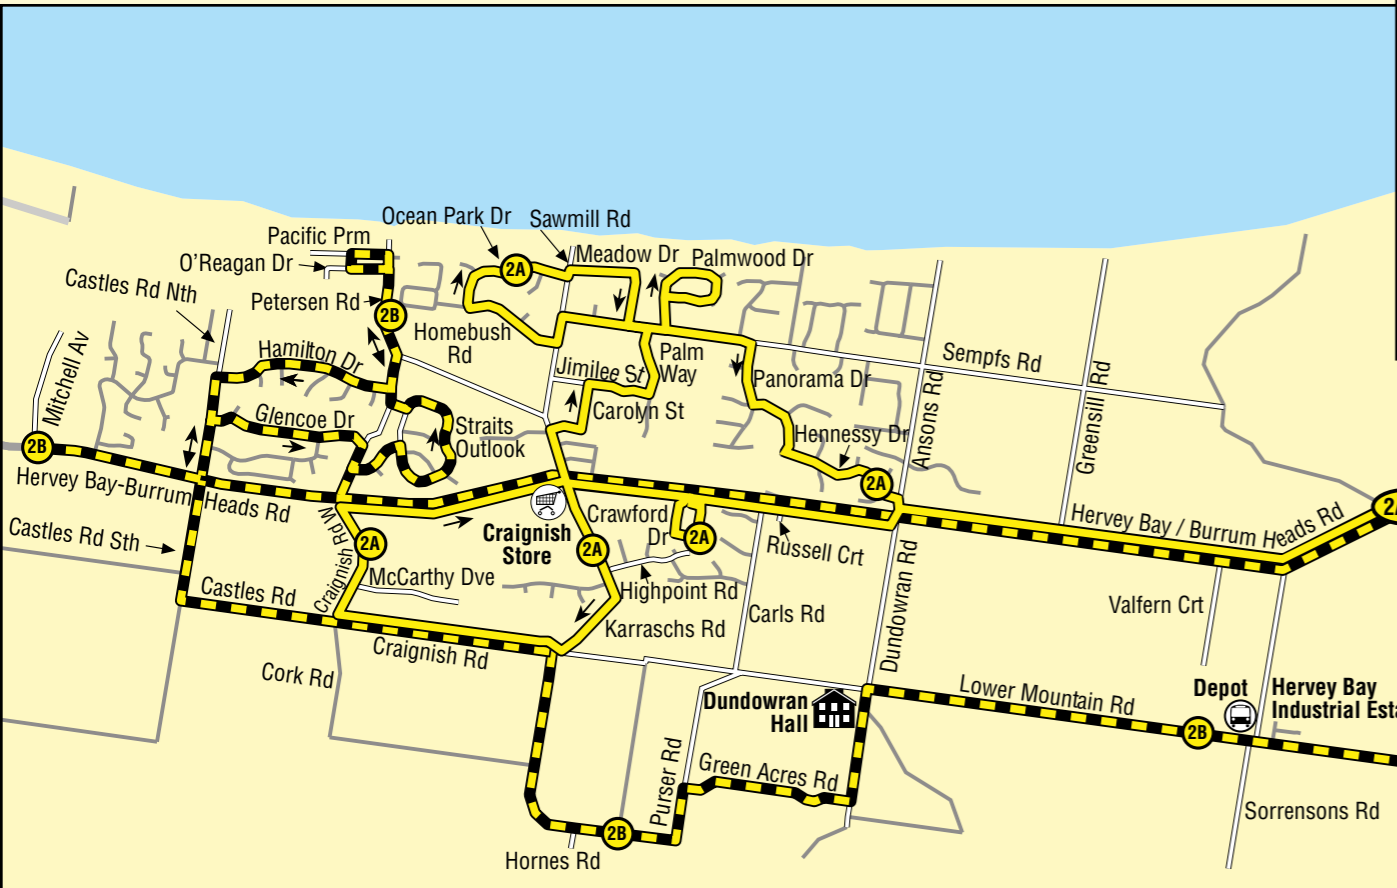 Ocean Park Dr
Sawmill Rd
Pacific Prm
Meadow Dr
Palmwood Dr
O'Reagan Dr
2A
Castles Rd Nth
Petersen Rd
2B
Homebush
Rd
Mitchell Av
Hamilton Dr
Jimilee St
Palm
Way
Sempfs Rd
Panorama Dr
Ansons Rd
Greensill Rd
Glencoe Dr
Carolyn St
Straits
Outlook
Hennessy Dr
2B
2A
Hervey Bay-Burrum Heads Rd
Craignish Rd W
Craignish
Store
Crawford
Dr
2A
2A
2A
Hervey Bay / Burrum Heads Rd
Castles Rd Sth
Russell Crt
McCarthy Dve
Highpoint Rd
Castles Rd
Karraschs Rd
Carls Rd
Dundowran Rd
Valfern Crt
Craignish Rd
Cork Rd
Dundowran
Hall
Lower Mountain Rd
Depot
Hervey Bay
Industrial Est
2B
Purser Rd
Green Acres Rd
Sorrensons Rd
2B
Hornes Rd